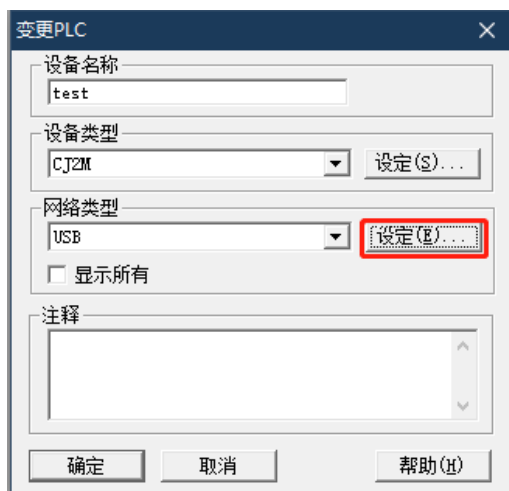 变更PLC
设备名称
test
设备类型
CJ2M
设定(S)...
网络类型
USB
设定(E)...
显示所有
注释
确定 取消 帮助(H)